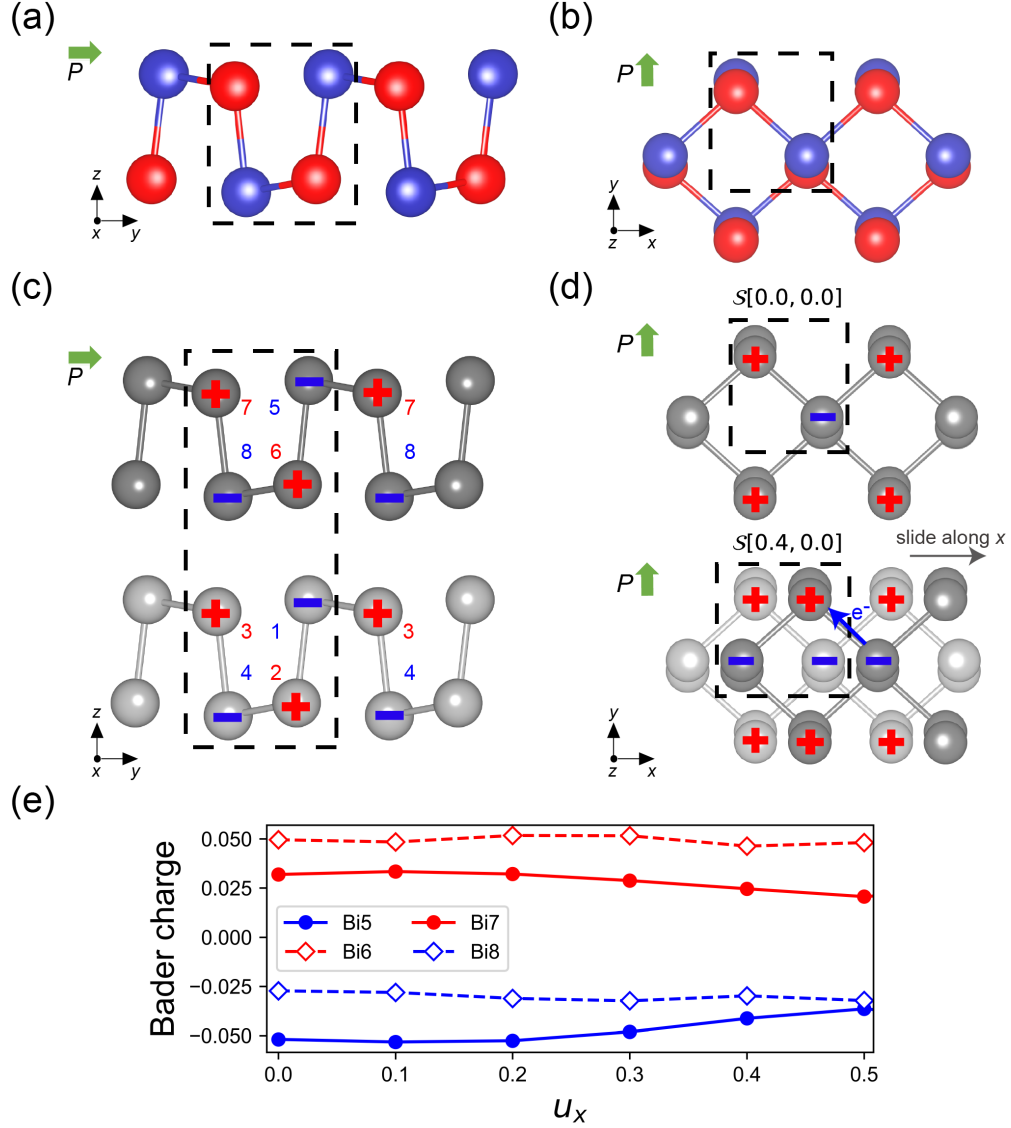 (a)
P
z
x
y
(b)
P
y
z
x
(c)
P
7
5
7
8
6
8
3
1
3
4
2
4
z
x
y
(d)
𝒮[0.0, 0.0]
P
𝒮[0.4, 0.0]
slide along x
P
e⁻
y
z
x
(e)
Bader charge
0.050
0.025
0.000
−0.025
−0.050
Bi5
Bi7
Bi6
Bi8
0.0
0.1
0.2
0.3
0.4
0.5
uₓ